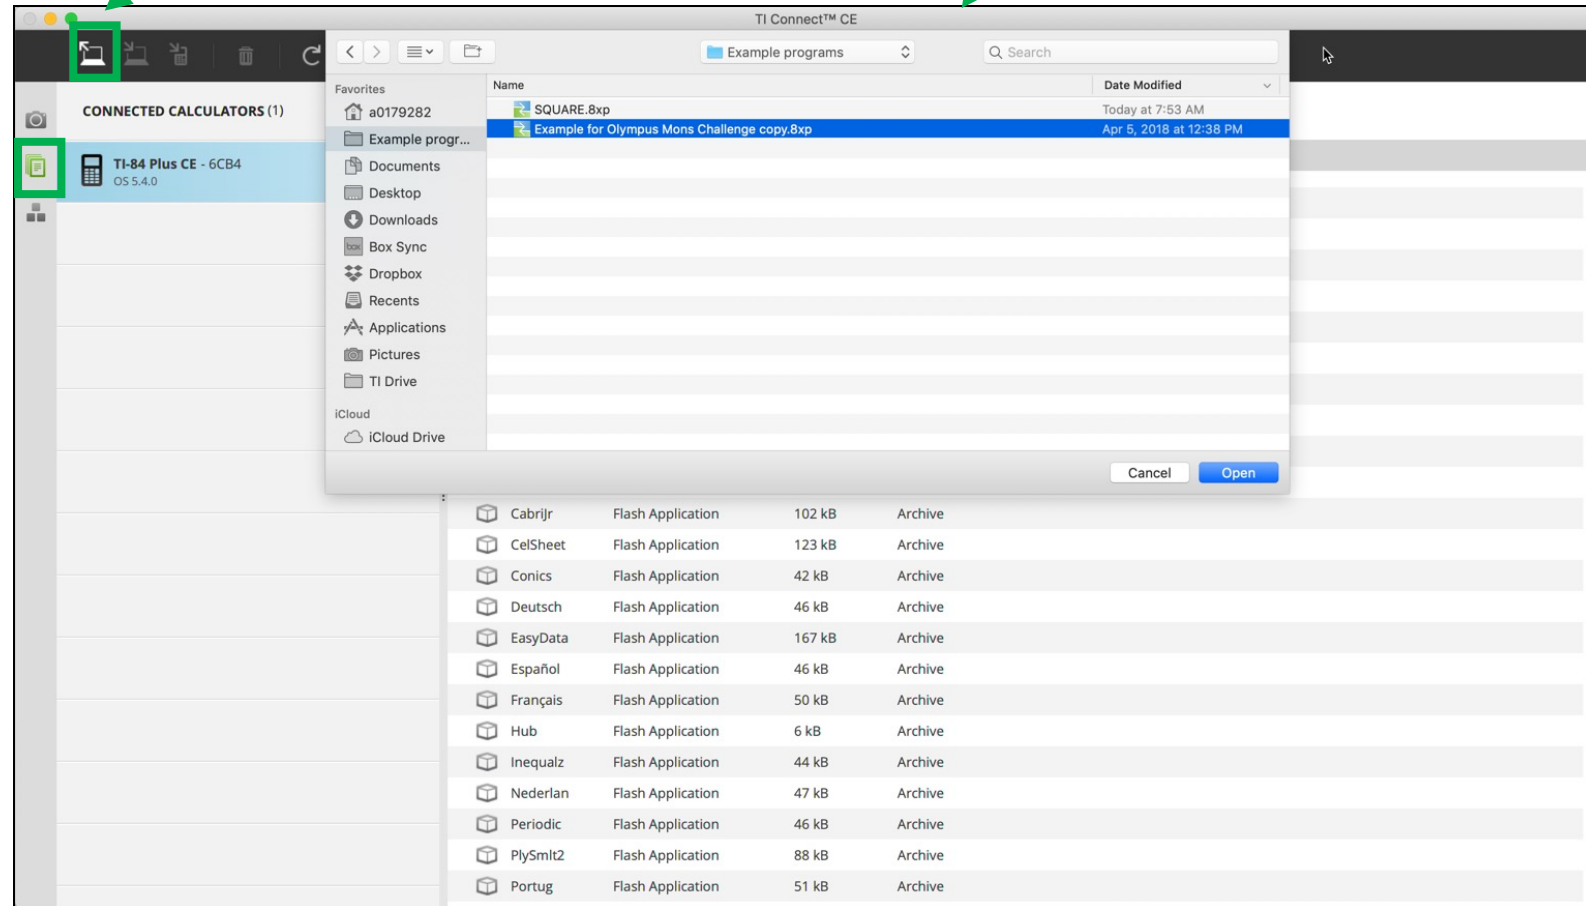 TI Connect™ CE
Example programs
Search
CONNECTED CALCULATORS (1)
TI-84 Plus CE - 6CB4
OS 5.4.0
Favorites
a0179282
Example progr...
Documents
Desktop
Downloads
box Box Sync
Dropbox
Recents
Applications
Pictures
TI Drive
iCloud
iCloud Drive
Name Date Modified
SQUARE.8xp Today at 7:53 AM
Example for Olympus Mons Challenge copy.8xp Apr 5, 2018 at 12:38 PM
Cancel Open
CabriJr Flash Application 102 kB Archive
CelSheet Flash Application 123 kB Archive
Conics Flash Application 42 kB Archive
Deutsch Flash Application 46 kB Archive
EasyData Flash Application 167 kB Archive
Español Flash Application 46 kB Archive
Français Flash Application 50 kB Archive
Hub Flash Application 6 kB Archive
Inequalz Flash Application 44 kB Archive
Nederlan Flash Application 47 kB Archive
Periodic Flash Application 46 kB Archive
PlySmlt2 Flash Application 88 kB Archive
Portug Flash Application 51 kB Archive